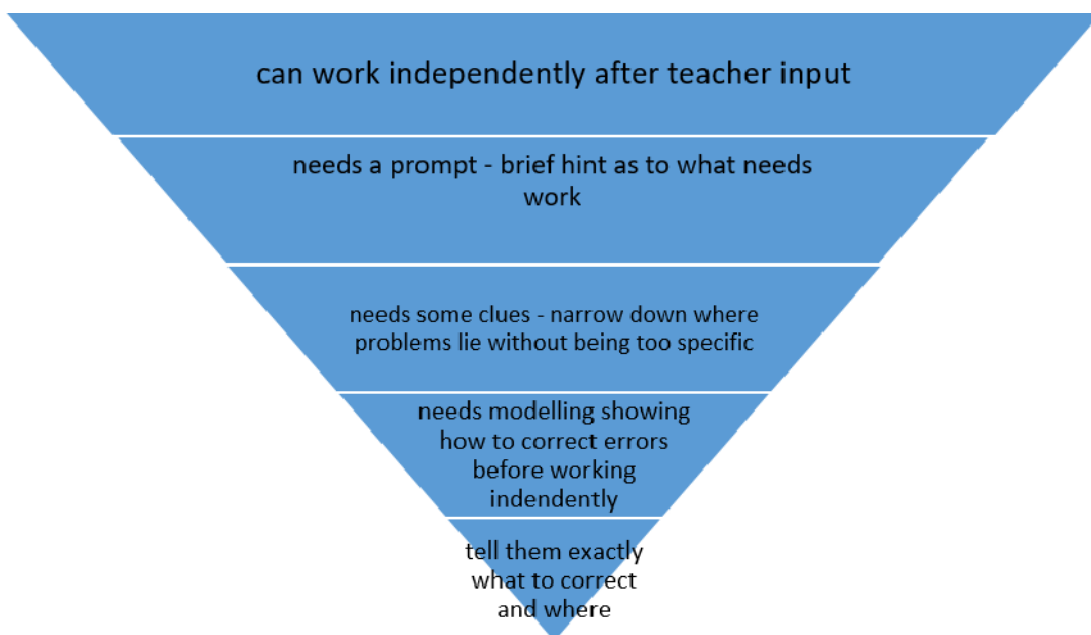 can work independently after teacher input
needs a prompt - brief hint as to what needs
work
needs some clues - narrow down where
problems lie without being too specific
needs modelling showing
how to correct errors
before working
indendently
tell them exactly
what to correct
and where